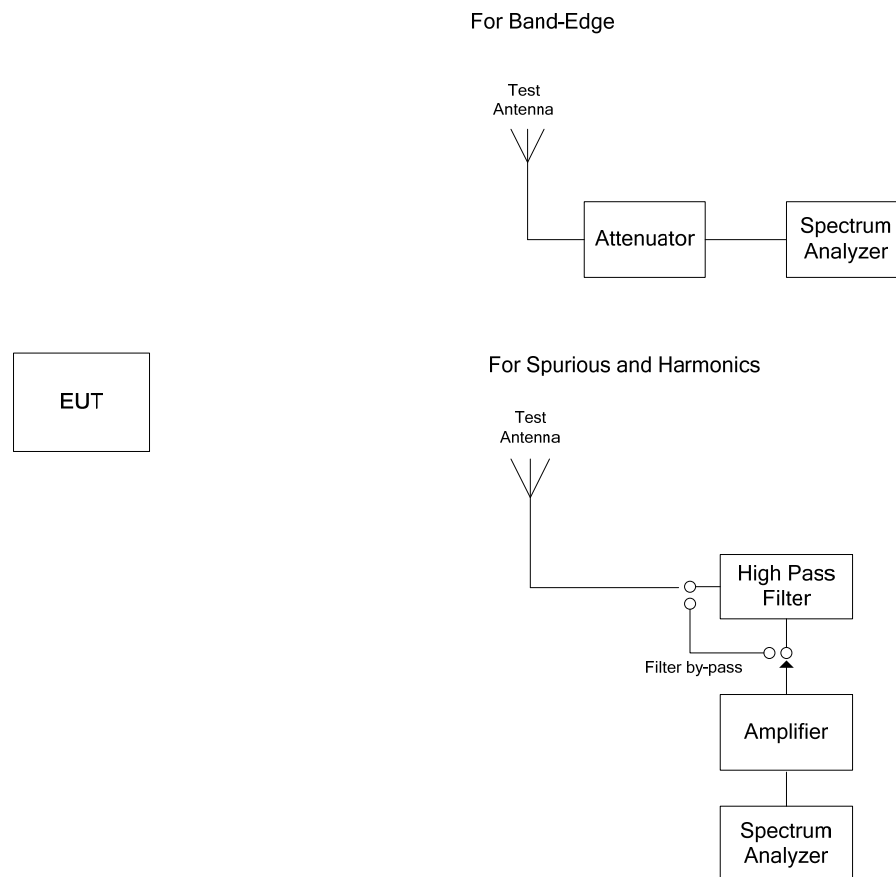 For Band-Edge
Test
Antenna
Attenuator
Spectrum
Analyzer
EUT
For Spurious and Harmonics
Test
Antenna
High Pass
Filter
Filter by-pass
Amplifier
Spectrum
Analyzer